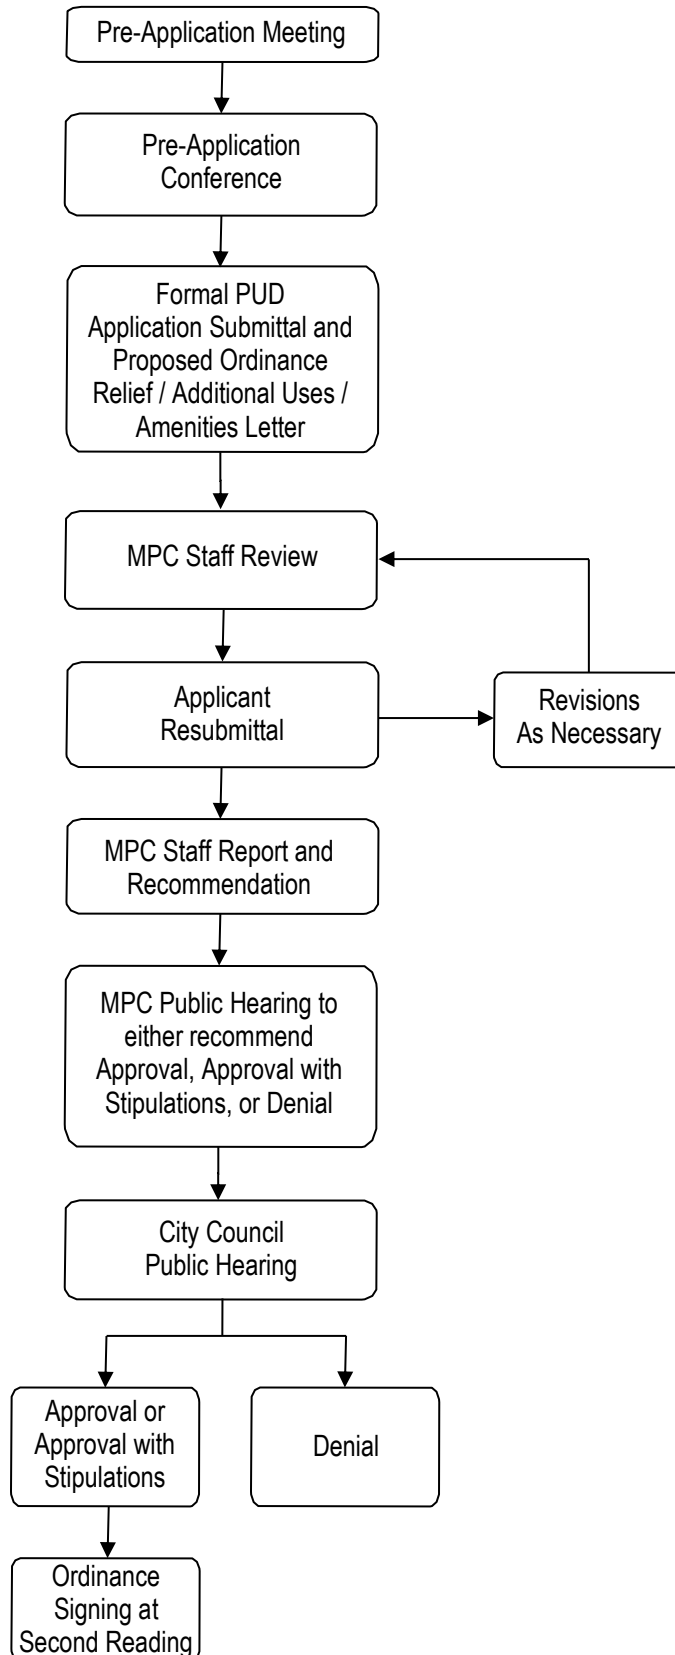 Pre-Application Meeting
Pre-Application
Conference
Formal PUD
Application Submittal and
Proposed Ordinance
Relief / Additional Uses /
Amenities Letter
MPC Staff Review
Applicant
Resubmittal
Revisions
As Necessary
MPC Staff Report and
Recommendation
MPC Public Hearing to
either recommend
Approval, Approval with
Stipulations, or Denial
City Council
Public Hearing
Approval or
Approval with
Stipulations
Denial
Ordinance
Signing at
Second Reading